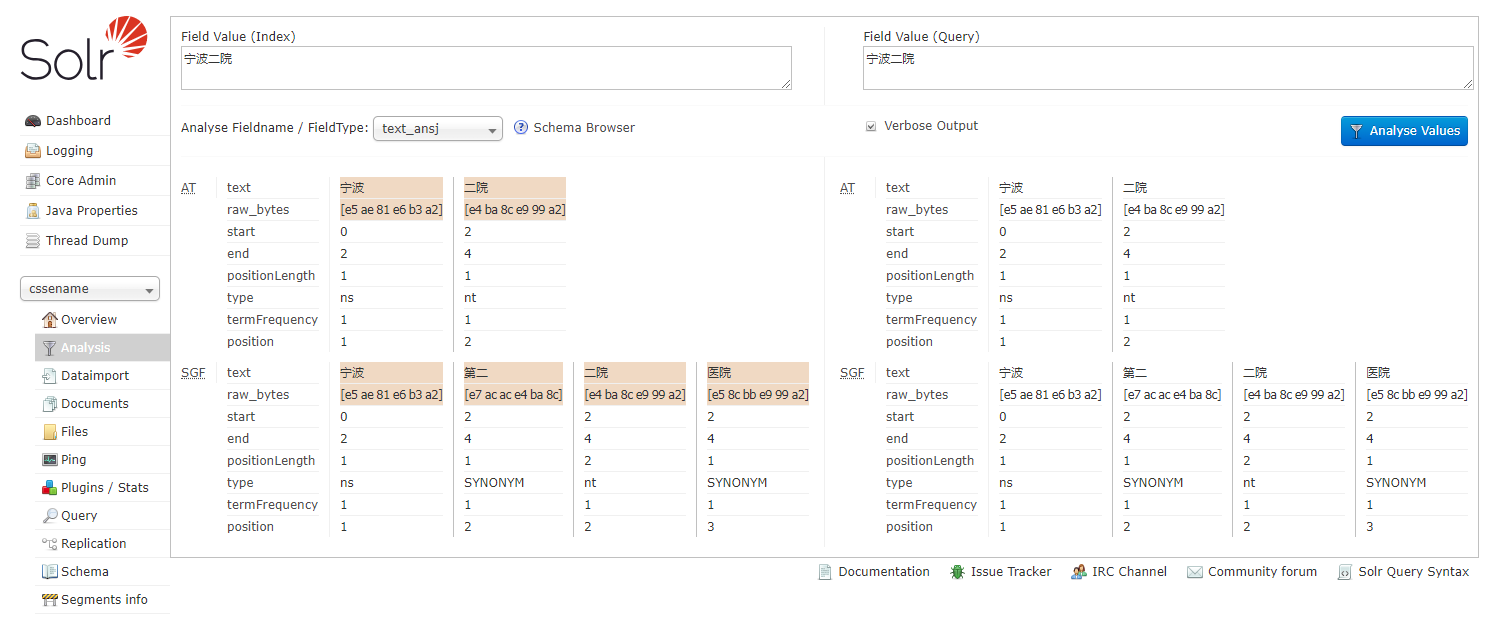 Solr
Field Value (Index)
Field Value (Query)
宁波二院
宁波二院
Analyse Fieldname / FieldType: text_ansj Schema Browser
Verbose Output
Analyse Values
Dashboard
Logging
Core Admin
Java Properties
Thread Dump
cssename
Overview
Analysis
Dataimport
Documents
Files
Ping
Plugins / Stats
Query
Replication
Schema
Segments info
AT text 宁波 二院
raw_bytes [e5 ae 81 e6 b3 a2] [e4 ba 8c e9 99 a2]
start 0 2
end 2 4
positionLength 1 1
type ns nt
termFrequency 1 1
position 1 2
SGF text 宁波 第二 二院 医院
raw_bytes [e5 ae 81 e6 b3 a2] [e7 ac ac e4 ba 8c] [e4 ba 8c e9 99 a2] [e5 8c bb e9 99 a2]
start 0 2 2 2
end 2 4 4 4
positionLength 1 1 2 1
type ns SYNONYM nt SYNONYM
termFrequency 1 1 1 1
position 1 2 2 3
AT text 宁波 二院
raw_bytes [e5 ae 81 e6 b3 a2] [e4 ba 8c e9 99 a2]
start 0 2
end 2 4
positionLength 1 1
type ns nt
termFrequency 1 1
position 1 2
SGF text 宁波 第二 二院 医院
raw_bytes [e5 ae 81 e6 b3 a2] [e7 ac ac e4 ba 8c] [e4 ba 8c e9 99 a2] [e5 8c bb e9 99 a2]
start 0 2 2 2
end 2 4 4 4
positionLength 1 1 2 1
type ns SYNONYM nt SYNONYM
termFrequency 1 1 1 1
position 1 2 2 3
Documentation Issue Tracker IRC Channel Community forum Solr Query Syntax